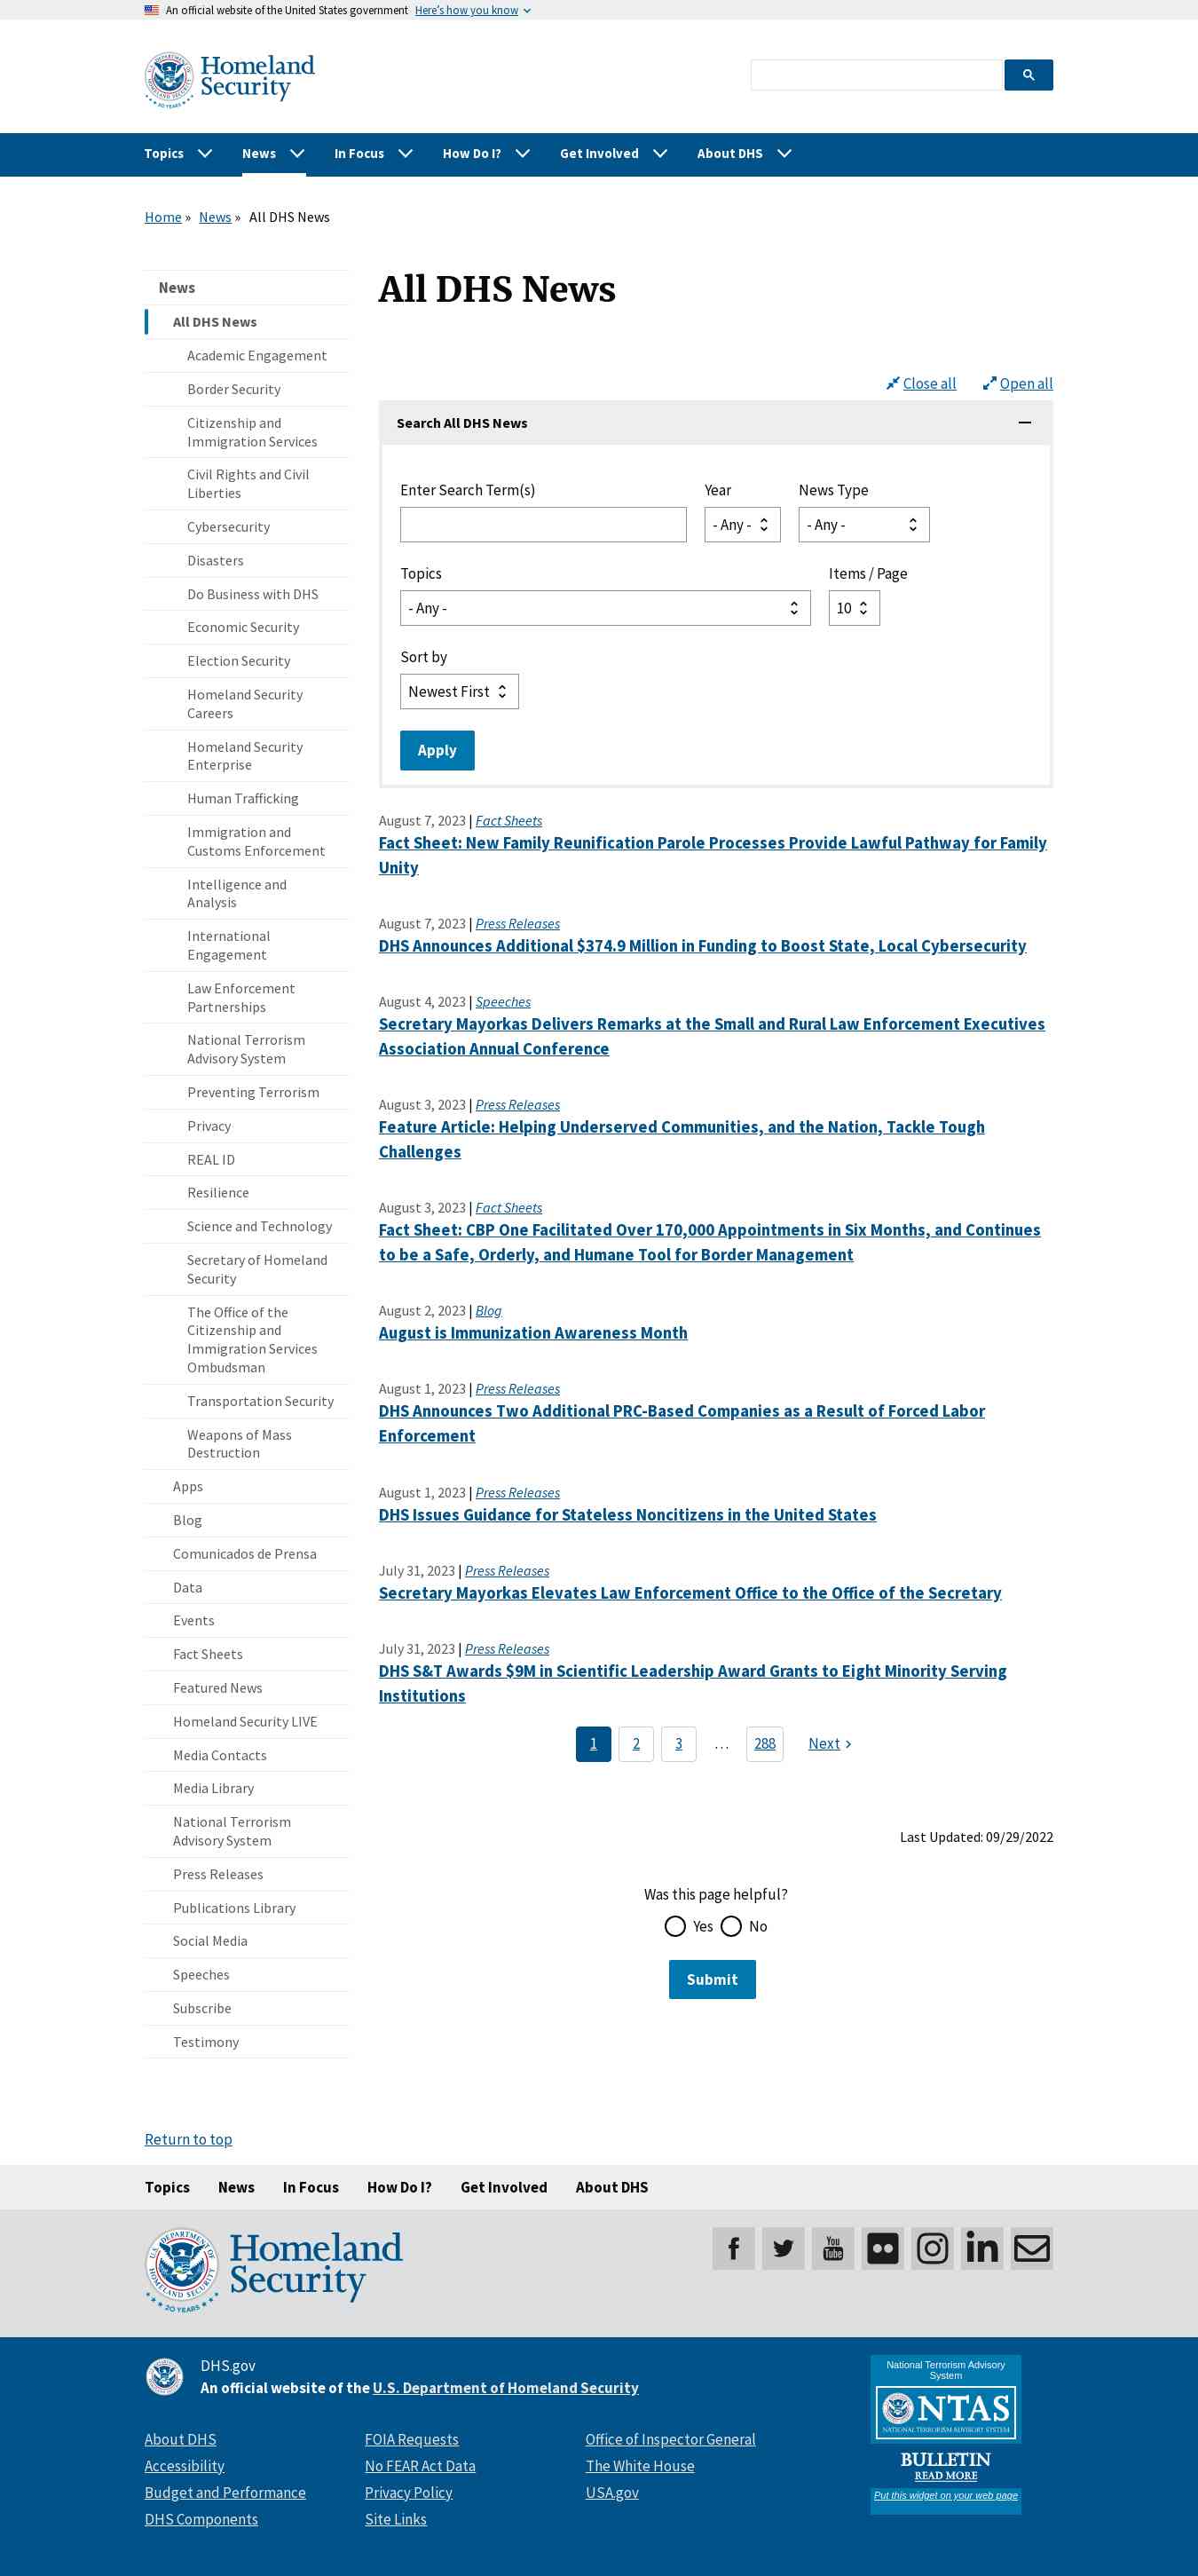 An official website of the United States government Here's how you know
Homeland
Security
Topics News In Focus How Do I? Get Involved About DHS
Home » News » All DHS News
News
All DHS News
Academic Engagement
Border Security
Citizenship and
Immigration Services
Civil Rights and Civil
Liberties
Cybersecurity
Disasters
Do Business with DHS
Economic Security
Election Security
Homeland Security
Careers
Homeland Security
Enterprise
Human Trafficking
Immigration and
Customs Enforcement
Intelligence and
Analysis
International
Engagement
Law Enforcement
Partnerships
National Terrorism
Advisory System
Preventing Terrorism
Privacy
REAL ID
Resilience
Science and Technology
Secretary of Homeland
Security
The Office of the
Citizenship and
Immigration Services
Ombudsman
Transportation Security
Weapons of Mass
Destruction
Apps
Blog
Comunicados de Prensa
Data
Events
Fact Sheets
Featured News
Homeland Security LIVE
Media Contacts
Media Library
National Terrorism
Advisory System
Press Releases
Publications Library
Social Media
Speeches
Subscribe
Testimony
All DHS News
Close all Open all
Search All DHS News
Enter Search Term(s) Year News Type
- Any - - Any -
Topics Items / Page
- Any - 10
Sort by
Newest First
Apply
August 7, 2023 | Fact Sheets
Fact Sheet: New Family Reunification Parole Processes Provide Lawful Pathway for Family
Unity
August 7, 2023 | Press Releases
DHS Announces Additional $374.9 Million in Funding to Boost State, Local Cybersecurity
August 4, 2023 | Speeches
Secretary Mayorkas Delivers Remarks at the Small and Rural Law Enforcement Executives
Association Annual Conference
August 3, 2023 | Press Releases
Feature Article: Helping Underserved Communities, and the Nation, Tackle Tough
Challenges
August 3, 2023 | Fact Sheets
Fact Sheet: CBP One Facilitated Over 170,000 Appointments in Six Months, and Continues
to be a Safe, Orderly, and Humane Tool for Border Management
August 2, 2023 | Blog
August is Immunization Awareness Month
August 1, 2023 | Press Releases
DHS Announces Two Additional PRC-Based Companies as a Result of Forced Labor
Enforcement
August 1, 2023 | Press Releases
DHS Issues Guidance for Stateless Noncitizens in the United States
July 31, 2023 | Press Releases
Secretary Mayorkas Elevates Law Enforcement Office to the Office of the Secretary
July 31, 2023 | Press Releases
DHS S&T Awards $9M in Scientific Leadership Award Grants to Eight Minority Serving
Institutions
1 2 3 ... 288 Next
Last Updated: 09/29/2022
Was this page helpful?
Yes No
Submit
Return to top
Topics News In Focus How Do I? Get Involved About DHS
Homeland
Security
20 YEARS
You
Tube
in
DHS.gov
An official website of the U.S. Department of Homeland Security
About DHS
Accessibility
Budget and Performance
DHS Components
FOIA Requests
No FEAR Act Data
Privacy Policy
Site Links
Office of Inspector General
The White House
USA.gov
National Terrorism Advisory
System
NTAS
NATIONAL TERRORISM ADVISORY SYSTEM
BULLETIN
READ MORE
Put this widget on your web page